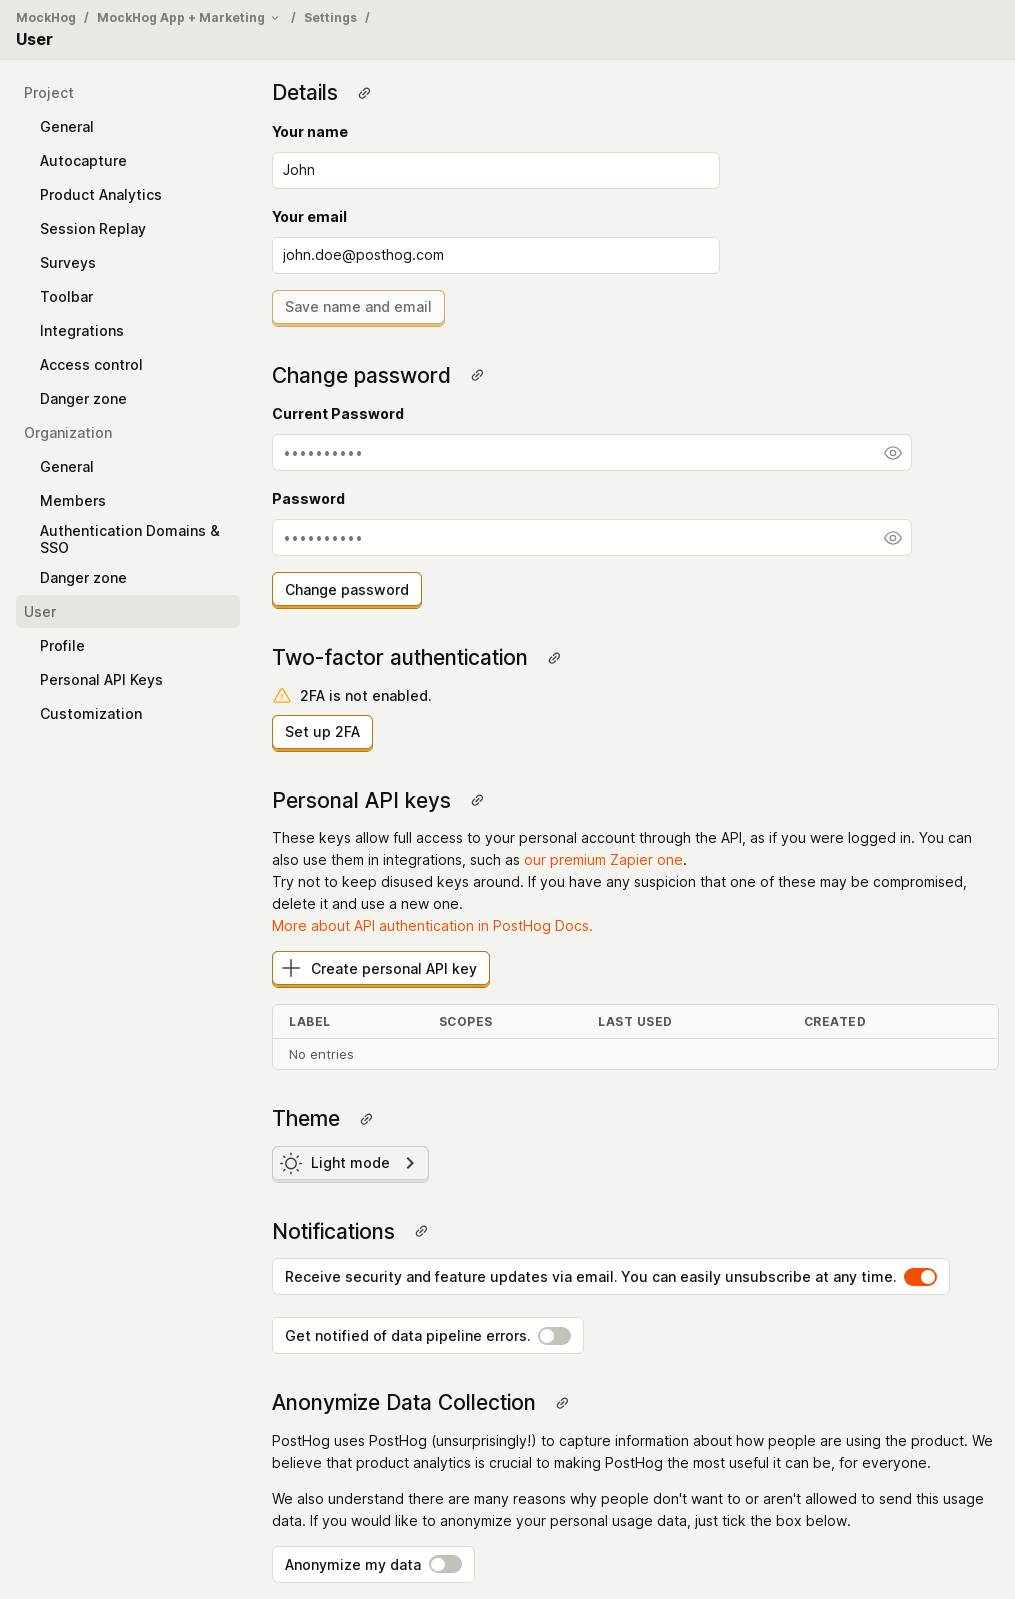 MockHog / MockHog App + Marketing / Settings /
User
Project
General
Autocapture
Product Analytics
Session Replay
Surveys
Toolbar
Integrations
Access control
Danger zone
Organization
General
Members
Authentication Domains &
SSO
Danger zone
User
Profile
Personal API Keys
Customization
Details
Your name
John
Your email
john.doe@posthog.com
Save name and email
Change password
Current Password
••••••••••
Password
••••••••••
Change password
Two-factor authentication
2FA is not enabled.
Set up 2FA
Personal API keys
These keys allow full access to your personal account through the API, as if you were logged in. You can
also use them in integrations, such as our premium Zapier one.
Try not to keep disused keys around. If you have any suspicion that one of these may be compromised,
delete it and use a new one.
More about API authentication in PostHog Docs.
Create personal API key
LABEL SCOPES LAST USED CREATED
No entries
Theme
Light mode
Notifications
Receive security and feature updates via email. You can easily unsubscribe at any time.
Get notified of data pipeline errors.
Anonymize Data Collection
PostHog uses PostHog (unsurprisingly!) to capture information about how people are using the product. We
believe that product analytics is crucial to making PostHog the most useful it can be, for everyone.
We also understand there are many reasons why people don't want to or aren't allowed to send this usage
data. If you would like to anonymize your personal usage data, just tick the box below.
Anonymize my data